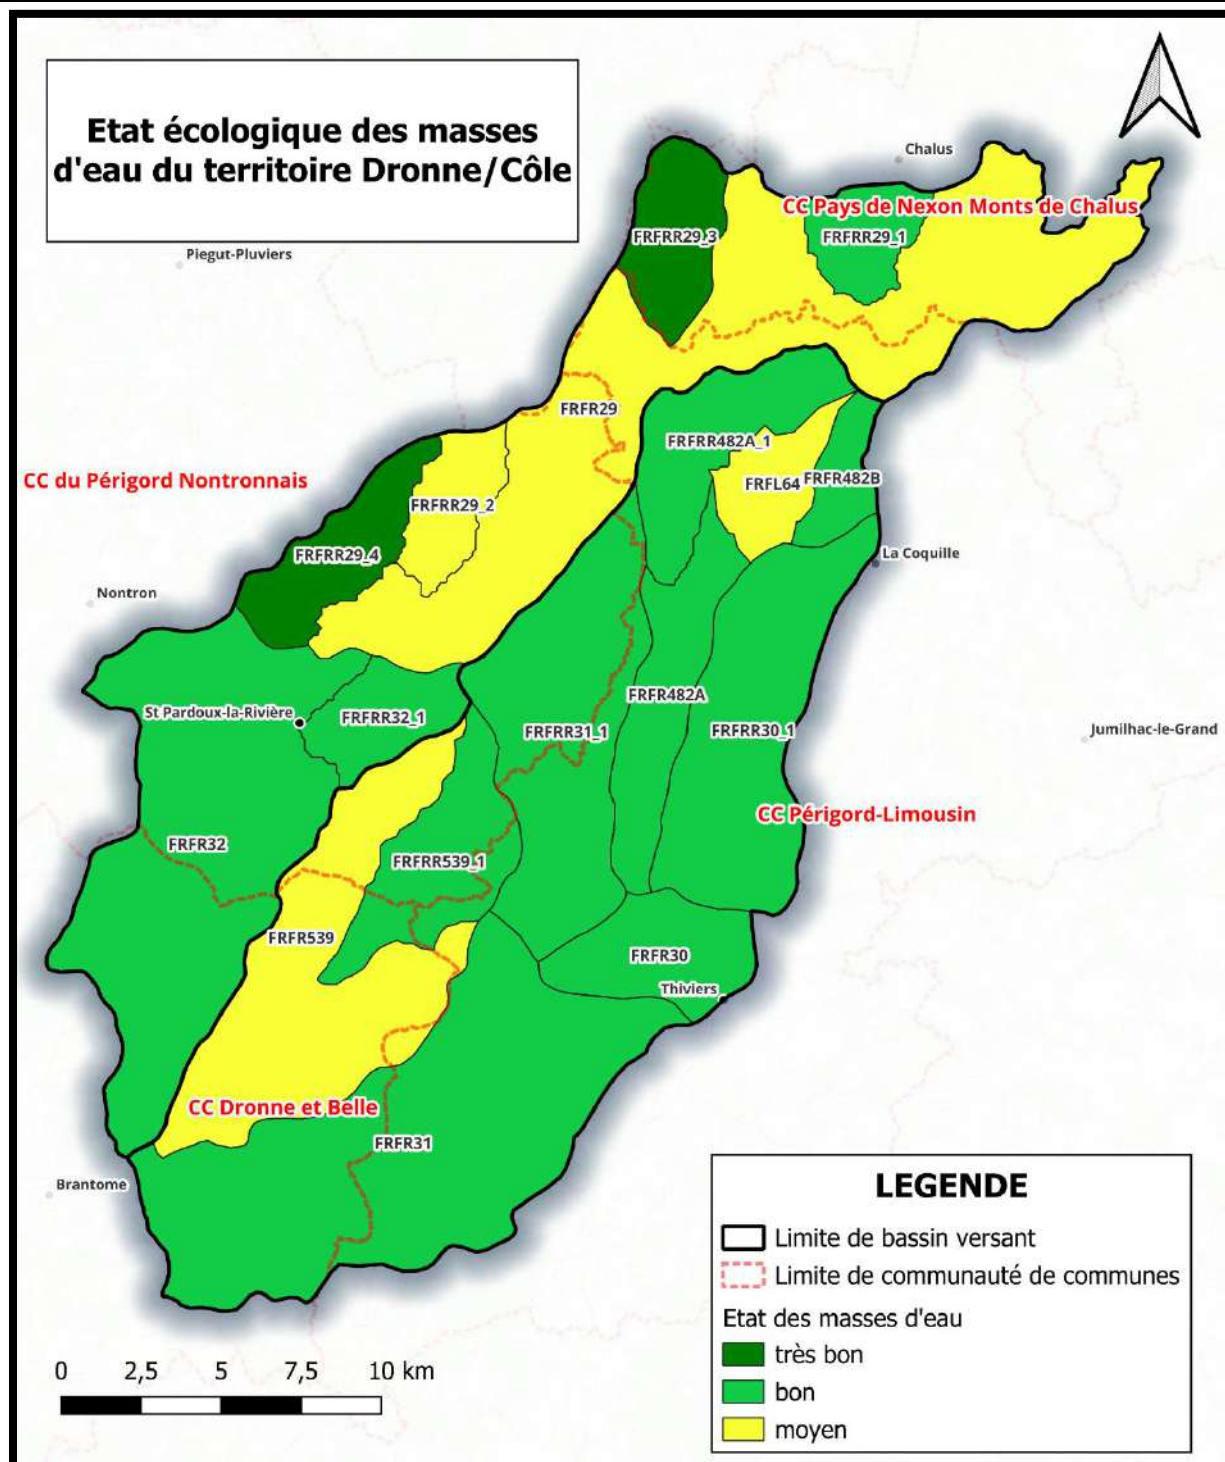 Etat écologique des masses
d'eau du territoire Dronne/Côle
Chalus
CC Pays de Nexon Monts de Chalus
FRFRR29_3
FRFRR29_1
Piegut-Pluviers
FRFR29
FRFRR482A_1
CC du Périgord Nontronnais
FRFL64
FRFR482B
FRFRR29_2
FRFRR29_4
La Coquille
Nontron
FRFR482A
St Pardoux-la-Rivière
FRFRR32_1
FRFRR31_1
FRFRR30_1
Jumilhac-le-Grand
CC Périgord-Limousin
FRFR32
FRFRR539_1
FRFR539
FRFR30
Thiviers
CC Dronne et Belle
FRFR31
Brantome
LEGENDE
Limite de bassin versant
Limite de communauté de communes
Etat des masses d'eau
très bon
bon
moyen
0 2,5 5 7,5 10 km